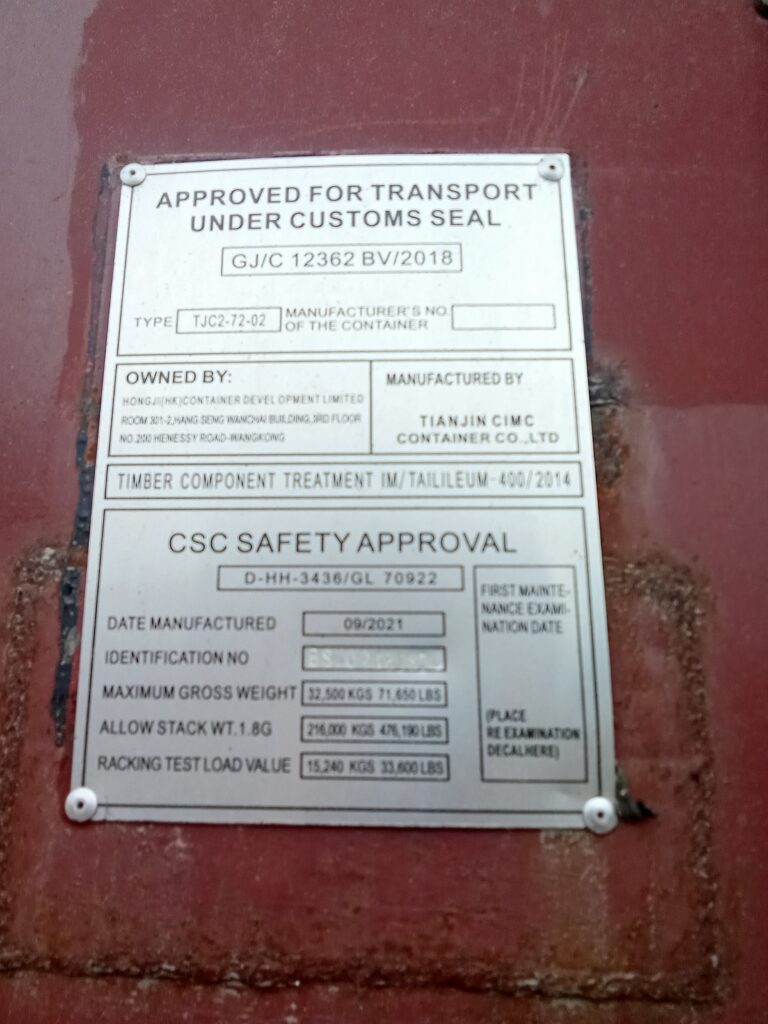 APPROVED FOR TRANSPORT
UNDER CUSTOMS SEAL
GJ/C 12362 BV/2018
TYPE TJC2-72-02 MANUFACTURER'S NO.
OF THE CONTAINER
OWNED BY:
HONGJI(HK)CONTAINER DEVELOPMENT LIMITED
ROOM 301-2,HANG SENG WANCHAI BUILDING,3RD FLOOR
NO.200 HENESSY ROAD-WANGKONG
MANUFACTURED BY
TIANJIN CIMC
CONTAINER CO.,LTD
TIMBER COMPONENT TREATMENT IM/TAILILEUM-400/2014
CSC SAFETY APPROVAL
D-HH-3436/GL 70922
DATE MANUFACTURED 09/2021
IDENTIFICATION NO
MAXIMUM GROSS WEIGHT 32,500 KGS 71,650 LBS
ALLOW STACK WT.1.8G 216,000 KGS 476,190 LBS
RACKING TEST LOAD VALUE 15,240 KGS 33,600 LBS
FIRST MAINTE-
NANCE EXAMI-
NATION DATE
(PLACE
RE EXAMINATION
DECALHERE)